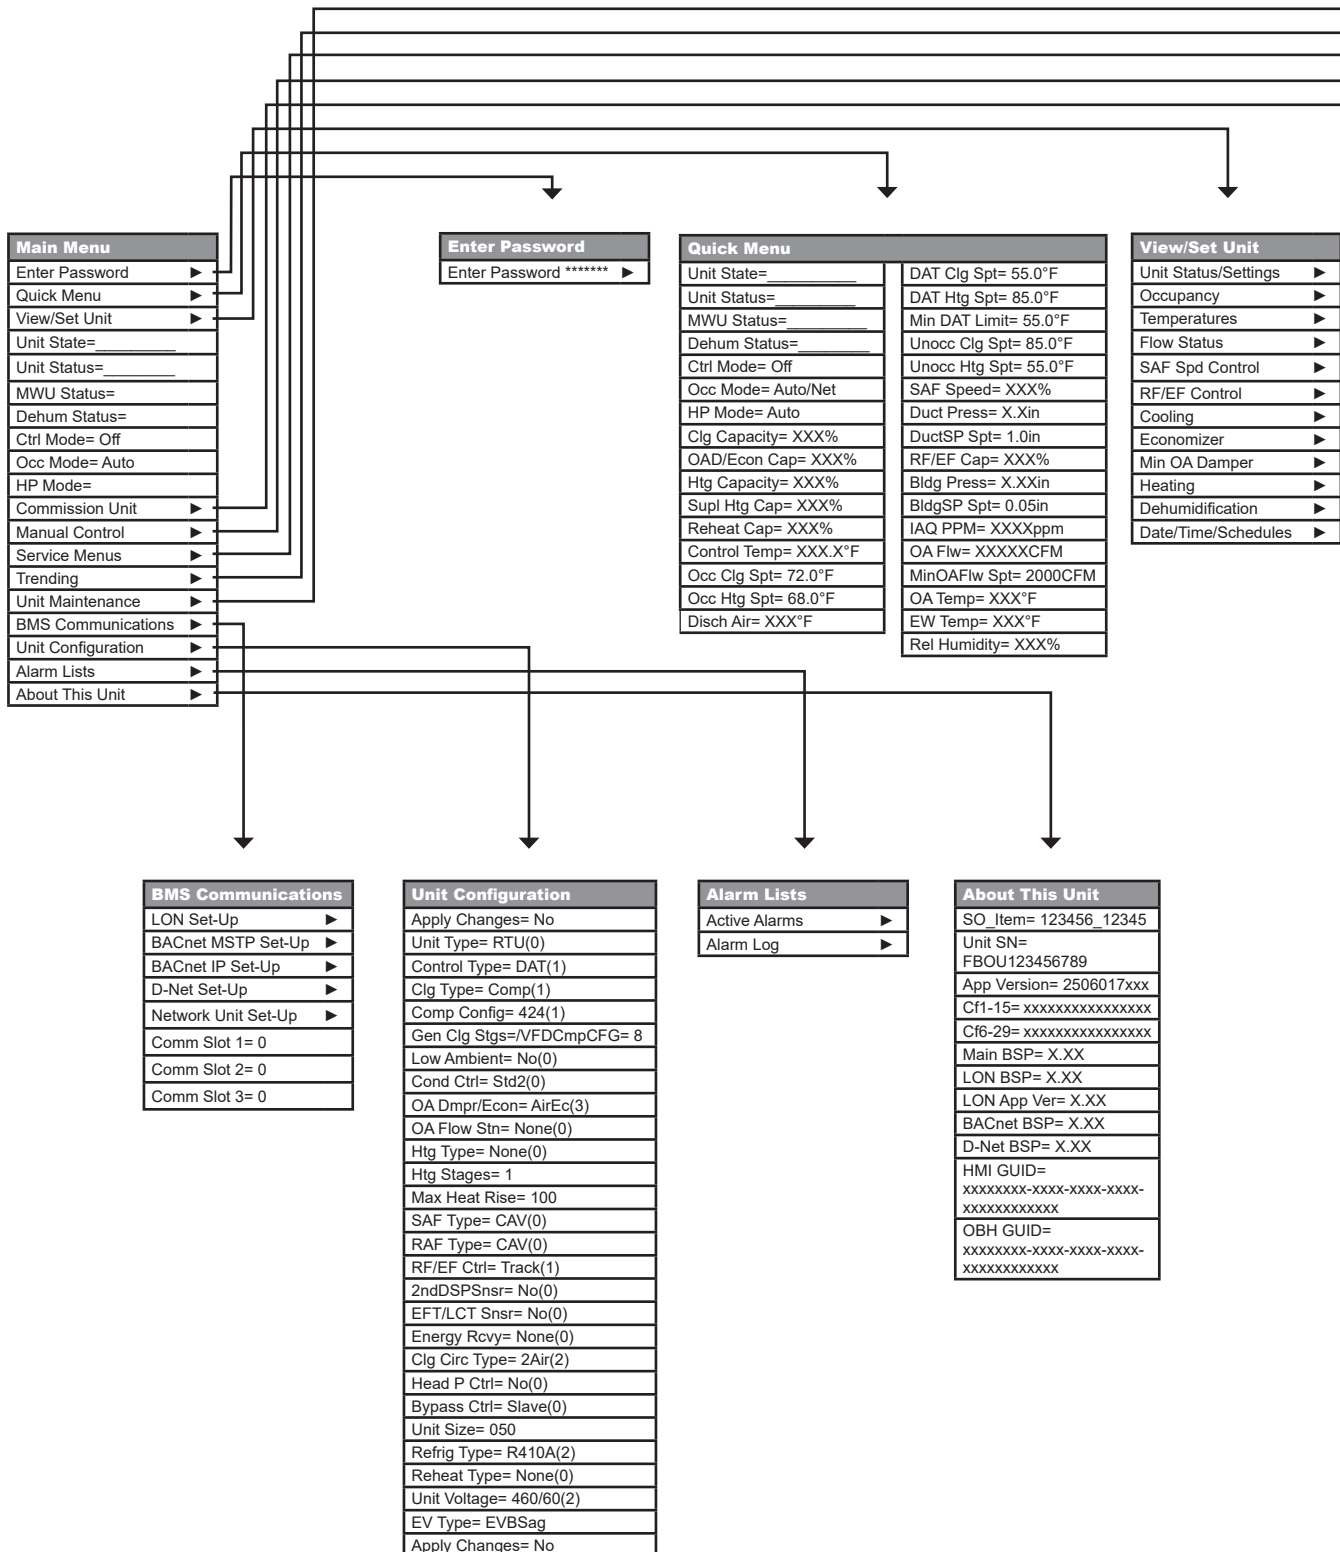 Main Menu
Enter Password ►
Quick Menu ►
View/Set Unit ►
Unit State=_________
Unit Status=________
MWU Status=
Dehum Status=
Ctrl Mode= Off
Occ Mode= Auto
HP Mode=
Commission Unit ►
Manual Control ►
Service Menus ►
Trending ►
Unit Maintenance ►
BMS Communications ►
Unit Configuration ►
Alarm Lists ►
About This Unit ►
Enter Password
Enter Password ******* ►
Quick Menu
Unit State=__________
Unit Status=_________
MWU Status=_________
Dehum Status=________
Ctrl Mode= Off
Occ Mode= Auto/Net
HP Mode= Auto
Clg Capacity= XXX%
OAD/Econ Cap= XXX%
Htg Capacity= XXX%
Supl Htg Cap= XXX%
Reheat Cap= XXX%
Control Temp= XXX.X°F
Occ Clg Spt= 72.0°F
Occ Htg Spt= 68.0°F
Disch Air= XXX°F
DAT Clg Spt= 55.0°F
DAT Htg Spt= 85.0°F
Min DAT Limit= 55.0°F
Unocc Clg Spt= 85.0°F
Unocc Htg Spt= 55.0°F
SAF Speed= XXX%
Duct Press= X.Xin
DuctSP Spt= 1.0in
RF/EF Cap= XXX%
Bldg Press= X.XXin
BldgSP Spt= 0.05in
IAQ PPM= XXXXppm
OA Flw= XXXXXCFM
MinOAFlw Spt= 2000CFM
OA Temp= XXX°F
EW Temp= XXX°F
Rel Humidity= XXX%
View/Set Unit
Unit Status/Settings ►
Occupancy ►
Temperatures ►
Flow Status ►
SAF Spd Control ►
RF/EF Control ►
Cooling ►
Economizer ►
Min OA Damper ►
Heating ►
Dehumidification ►
Date/Time/Schedules ►
BMS Communications
LON Set-Up ►
BACnet MSTP Set-Up ►
BACnet IP Set-Up ►
D-Net Set-Up ►
Network Unit Set-Up ►
Comm Slot 1= 0
Comm Slot 2= 0
Comm Slot 3= 0
Unit Configuration
Apply Changes= No
Unit Type= RTU(0)
Control Type= DAT(1)
Clg Type= Comp(1)
Comp Config= 424(1)
Gen Clg Stgs=/VFDCmpCFG= 8
Low Ambient= No(0)
Cond Ctrl= Std2(0)
OA Dmpr/Econ= AirEc(3)
OA Flow Stn= None(0)
Htg Type= None(0)
Htg Stages= 1
Max Heat Rise= 100
SAF Type= CAV(0)
RAF Type= CAV(0)
RF/EF Ctrl= Track(1)
2ndDSPSnsr= No(0)
EFT/LCT Snsr= No(0)
Energy Rcvy= None(0)
Clg Circ Type= 2Air(2)
Head P Ctrl= No(0)
Bypass Ctrl= Slave(0)
Unit Size= 050
Refrig Type= R410A(2)
Reheat Type= None(0)
Unit Voltage= 460/60(2)
EV Type= EVBSag
Apply Changes= No
Alarm Lists
Active Alarms ►
Alarm Log ►
About This Unit
SO_Item= 123456_12345
Unit SN=
FBOU123456789
App Version= 2506017xxx
Cf1-15= xxxxxxxxxxxxxxxx
Cf6-29= xxxxxxxxxxxxxxxx
Main BSP= X.XX
LON BSP= X.XX
LON App Ver= X.XX
BACnet BSP= X.XX
D-Net BSP= X.XX
HMI GUID=
xxxxxxxx-xxxx-xxxx-xxxx-
xxxxxxxxxxxx
OBH GUID=
xxxxxxxx-xxxx-xxxx-xxxx-
xxxxxxxxxxxx